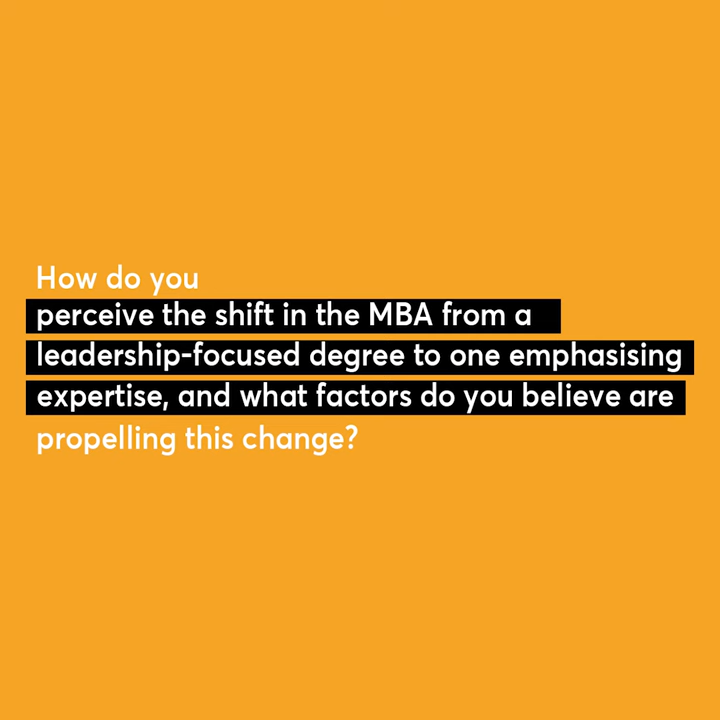 How do you
perceive the shift in the MBA from a
leadership-focused degree to one emphasising
expertise, and what factors do you believe are
propelling this change?